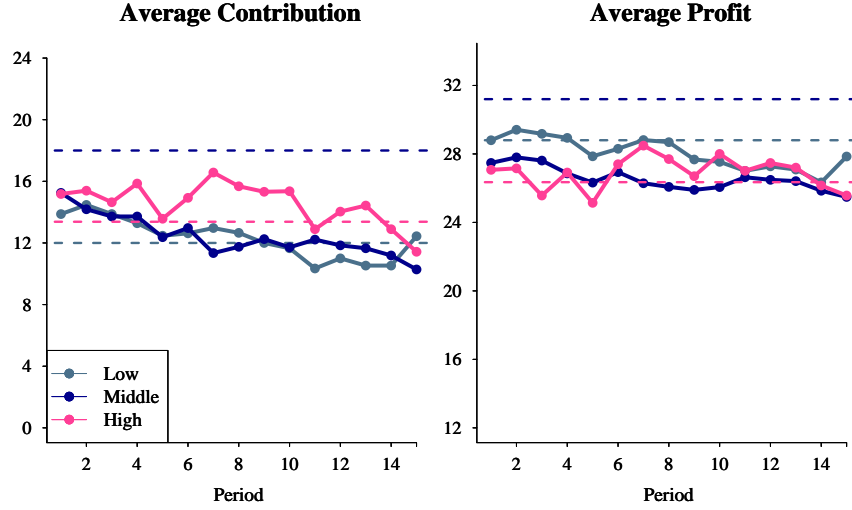 Average Contribution
24
20
16
12
8
4
0
Low
Middle
High
2 4 6 8 10 12 14
Period
Average Profit
32
28
24
20
16
12
2 4 6 8 10 12 14
Period